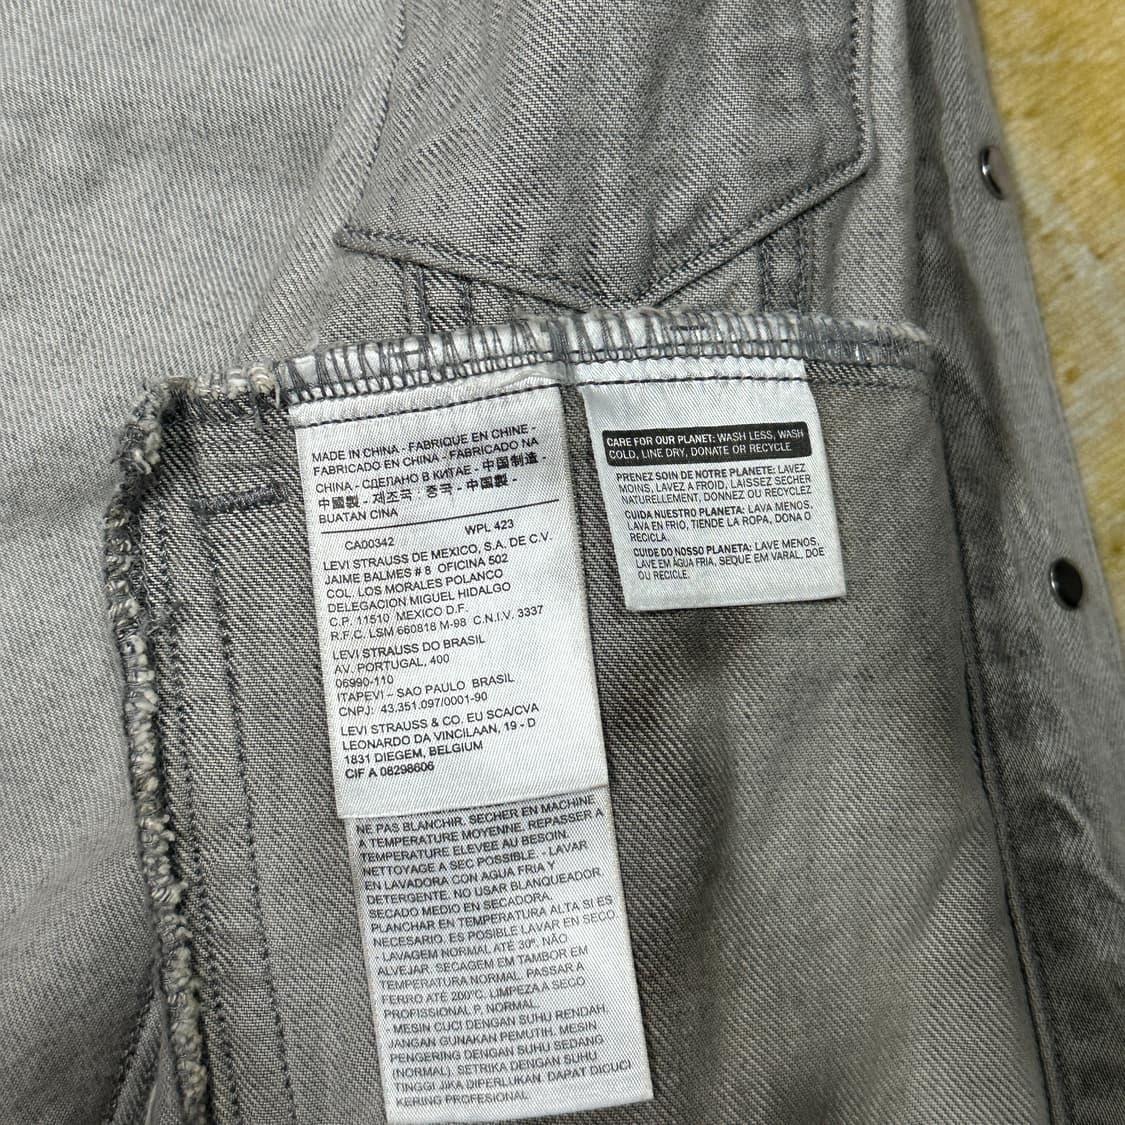 MADE IN CHINA - FABRIQUE EN CHINE -
FABRICADO EN CHINA - FABRICADO NA
CHINA - СДЕЛАНО В КИТАЕ - 中国制造 -
中國製 - 제조국 : 중국 - 中国製 -
BUATAN CINA
CA00342 WPL 423
LEVI STRAUSS DE MEXICO, S.A. DE C.V.
JAIME BALMES # 8 OFICINA 502
COL. LOS MORALES POLANCO
DELEGACION MIGUEL HIDALGO
C.P. 11510 MEXICO D.F.
R.F.C. LSM 660818 M-98 C.N.I.V. 3337
LEVI STRAUSS DO BRASIL
AV. PORTUGAL, 400
06990-110
ITAPEVI – SAO PAULO BRASIL
CNPJ: 43.351.097/0001-90
LEVI STRAUSS & CO. EU SCA/CVA
LEONARDO DA VINCILAAN, 19 - D
1831 DIEGEM, BELGIUM
CIF A 08298606
NE PAS BLANCHIR. SECHER EN MACHINE
A TEMPERATURE MOYENNE. REPASSER A
TEMPERATURE ELEVEE AU BESOIN.
NETTOYAGE A SEC POSSIBLE. - LAVAR
EN LAVADORA CON AGUA FRIA Y
DETERGENTE. NO USAR BLANQUEADOR.
SECADO MEDIO EN SECADORA.
PLANCHAR EN TEMPERATURA ALTA SI ES
NECESARIO. ES POSIBLE LAVAR EN SECO
- LAVAGEM NORMAL ATÉ 30°. NÃO
ALVEJAR. SECAGEM EM TAMBOR EM
TEMPERATURA NORMAL. PASSAR A
FERRO ATÉ 200°C. LIMPEZA A SECO
PROFISSIONAL P, NORMAL.
- MESIN CUCI DENGAN SUHU RENDAH.
JANGAN GUNAKAN PEMUTIH. MESIN
PENGERING DENGAN SUHU SEDANG
(NORMAL). SETRIKA DENGAN SUHU
TINGGI JIKA DIPERLUKAN. DAPAT DICUCI
KERING PROFESIONAL
CARE FOR OUR PLANET: WASH LESS, WASH
COLD, LINE DRY, DONATE OR RECYCLE.
PRENEZ SOIN DE NOTRE PLANETE: LAVEZ
MOINS, LAVEZ A FROID, LAISSEZ SECHER
NATURELLEMENT, DONNEZ OU RECYCLEZ
CUIDA NUESTRO PLANETA: LAVA MENOS,
LAVA EN FRIO, TIENDE LA ROPA, DONA O
RECICLA.
CUIDE DO NOSSO PLANETA: LAVE MENOS,
LAVE EM ÁGUA FRIA, SEQUE EM VARAL, DOE
OU RECICLE.